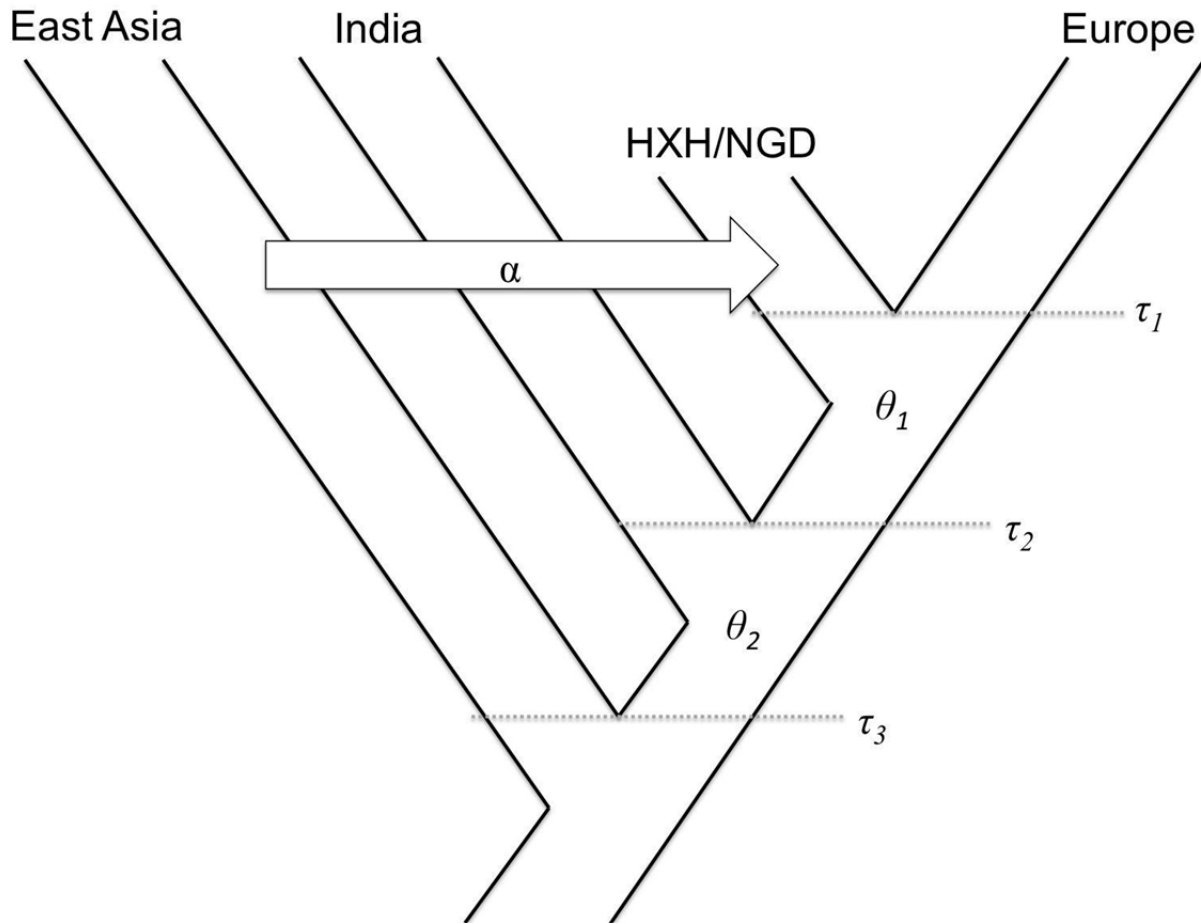 East Asia
India
Europe
HXH/NGD
α
τ1
θ1
τ2
θ2
τ3